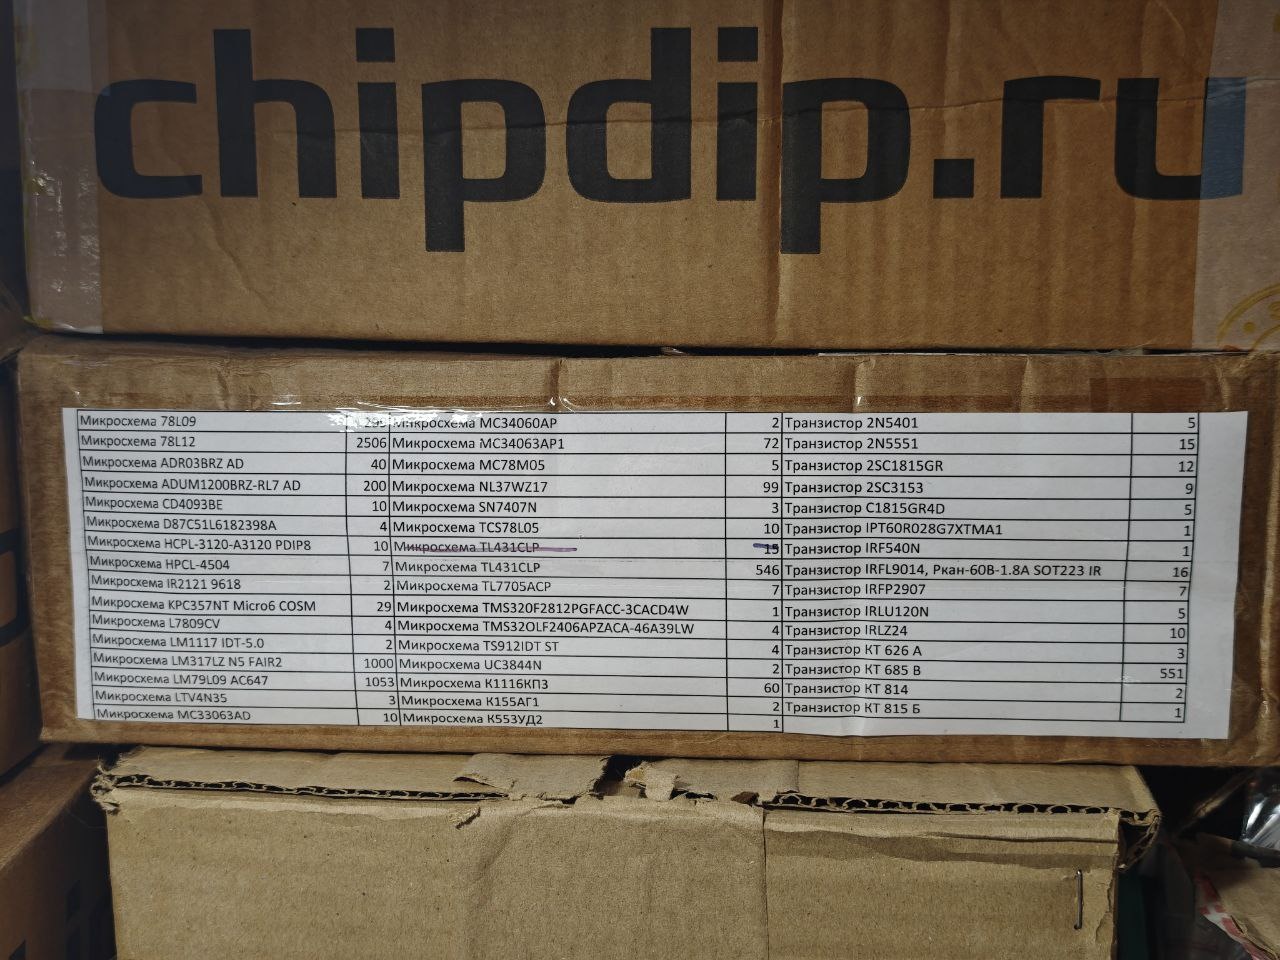 chipdip.ru
Микросхема 78L09 Микросхема MC34060AP 2 Транзистор 2N5401 5
Микросхема 78L12 2506 Микросхема MC34063AP1 72 Транзистор 2N5551 15
Микросхема ADR03BRZ AD 40 Микросхема MC78M05 5 Транзистор 2SC1815GR 12
Микросхема ADUM1200BRZ-RL7 AD 200 Микросхема NL37WZ17 99 Транзистор 2SC3153 9
Микросхема CD4093BE 10 Микросхема SN7407N 3 Транзистор C1815GR4D 5
Микросхема D87C51L6182398A 4 Микросхема TCS78L05 10 Транзистор IPT60R028G7XTMA1 1
Микросхема HCPL-3120-A3120 PDIP8 10 Микросхема TL431CLP 15 Транзистор IRF540N 1
Микросхема HPCL-4504 7 Микросхема TL431CLP 546 Транзистор IRFL9014, Pкан-60В-1.8А SOT223 IR 16
Микросхема IR2121 9618 2 Микросхема TL7705ACP 7 Транзистор IRFP2907 7
Микросхема KPC357NT Micro6 COSM 29 Микросхема TMS320F2812PGFACC-3CACD4W 1 Транзистор IRLU120N 5
Микросхема L7809CV 4 Микросхема TMS32OLF2406APZACA-46A39LW 4 Транзистор IRLZ24 10
Микросхема LM1117 IDT-5.0 2 Микросхема TS912IDT ST 4 Транзистор КТ 626 А 3
Микросхема LM317LZ N5 FAIR2 1000 Микросхема UC3844N 2 Транзистор КТ 685 В 551
Микросхема LM79L09 AC647 1053 Микросхема К1116КП3 60 Транзистор КТ 814 2
Микросхема LTV4N35 3 Микросхема К155АГ1 2 Транзистор КТ 815 Б 1
Микросхема MC33063AD 10 Микросхема К553УД2 1